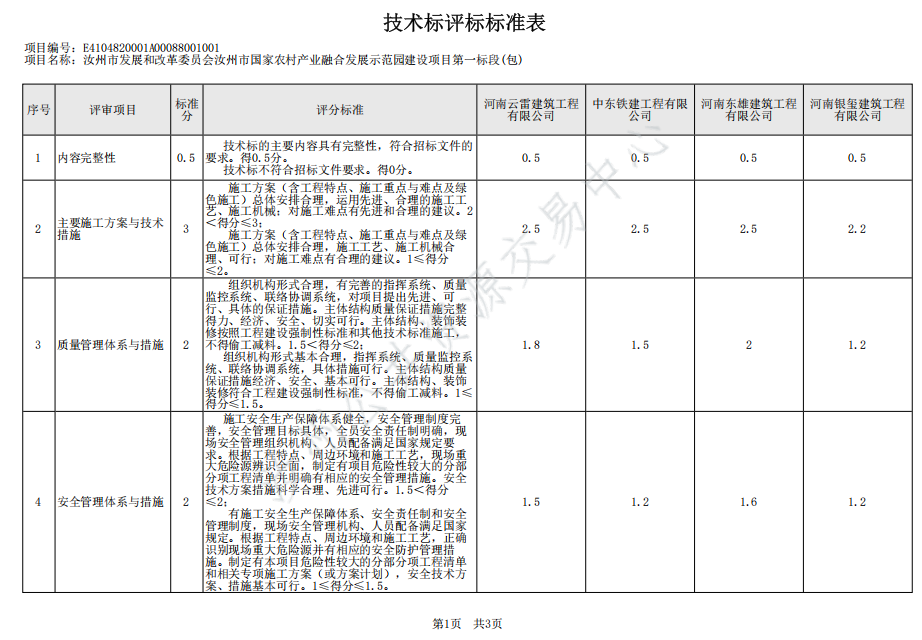 技术标评标标准表
项目编号: E4104820001A00088001001
项目名称: 汝州市发展和改革委员会汝州市国家农村产业融合发展示范园建设项目第一标段(包)
序号 评审项目 标准分 评分标准 河南云雷建筑工程有限公司 中东铁建工程有限公司 河南东雄建筑工程有限公司 河南银玺建筑工程有限公司
1 内容完整性 0.5
技术标的主要内容具有完整性，符合招标文件的
要求。得0.5分。
技术标不符合招标文件要求。得0分。
0.5 0.5 0.5 0.5
2 主要施工方案与技术措施 3
施工方案（含工程特点、施工重点与难点及绿
色施工）总体安排合理，运用先进、合理的施工工
艺、施工机械；对施工难点有先进和合理的建议。2
＜得分≤3；
施工方案（含工程特点、施工重点与难点及绿
色施工）总体安排合理，施工工艺、施工机械合
理、可行；对施工难点有合理的建议。1≤得分
≤2。
2.5 2.5 2.5 2.2
3 质量管理体系与措施 2
组织机构形式合理，有完善的指挥系统、质量
监控系统、联络协调系统，对项目提出先进、可
行、具体的保证措施。主体结构质量保证措施完整
得力、经济、安全、切实可行。主体结构、装饰装
修按照工程建设强制性标准和其他技术标准施工，
不得偷工减料。1.5＜得分≤2；
组织机构形式基本合理，指挥系统、质量监控系
统、联络协调系统，具体措施可行。主体结构质量
保证措施经济、安全、基本可行。主体结构、装饰
装修符合工程建设强制性标准，不得偷工减料。1≤
得分≤1.5。
1.8 1.5 2 1.2
4 安全管理体系与措施 2
施工安全生产保障体系健全，安全管理制度完
善，安全管理目标具体，全员安全责任制明确，现
场安全管理组织机构、人员配备满足国家规定要
求。根据工程特点、周边环境和施工工艺，现场重
大危险源辨识全面，制定有项目危险性较大的分部
分项工程清单并明确有相应的安全管理措施。安全
技术方案措施科学合理、先进可行。1.5＜得分
≤2；
有施工安全生产保障体系、安全责任制和安全
管理制度，现场安全管理机构、人员配备满足国家
规定。根据工程特点、周边环境和施工工艺，正确
识别现场重大危险源并有相应的安全防护管理措
施。制定有本项目危险性较大的分部分项工程清单
和相关专项施工方案（或方案计划），安全技术方
案、措施基本可行。1≤得分≤1.5。
1.5 1.2 1.6 1.2
公共资源交易中心
第1页 共3页